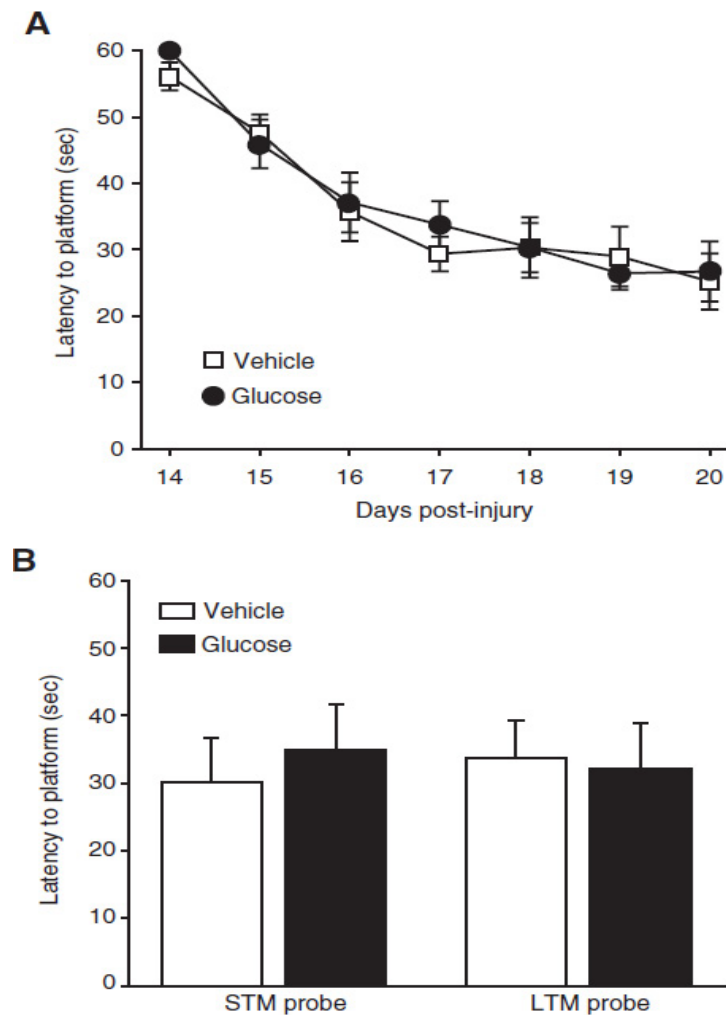 A
Latency to platform (sec)
60
50
40
30
20
10
0
Vehicle
Glucose
14 15 16 17 18 19 20
Days post-injury
B
Latency to platform (sec)
60
50
40
30
20
10
0
Vehicle
Glucose
STM probe LTM probe